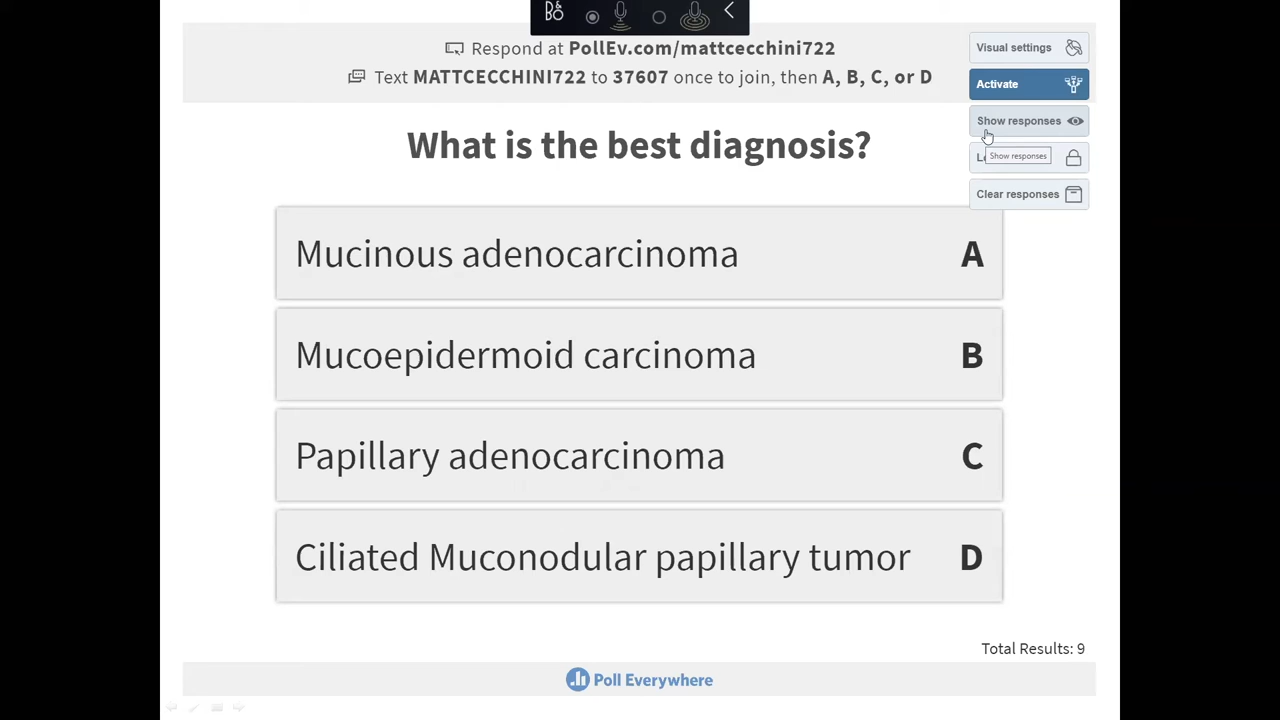 BO
Respond at PollEv.com/mattcecchini722
Text MATTCECCHINI722 to 37607 once to join, then A, B, C, or D
Visual settings
Activate
Show responses
Show responses
Clear responses
What is the best diagnosis?
Mucinous adenocarcinoma A
Mucoepidermoid carcinoma B
Papillary adenocarcinoma C
Ciliated Muconodular papillary tumor D
Total Results: 9
Poll Everywhere